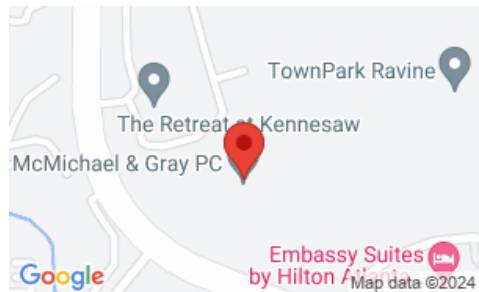 TownPark Ravine
The Retreat at Kennesaw
McMichael & Gray PC
Embassy Suites
by Hilton Atlanta
Google
Map data ©2024